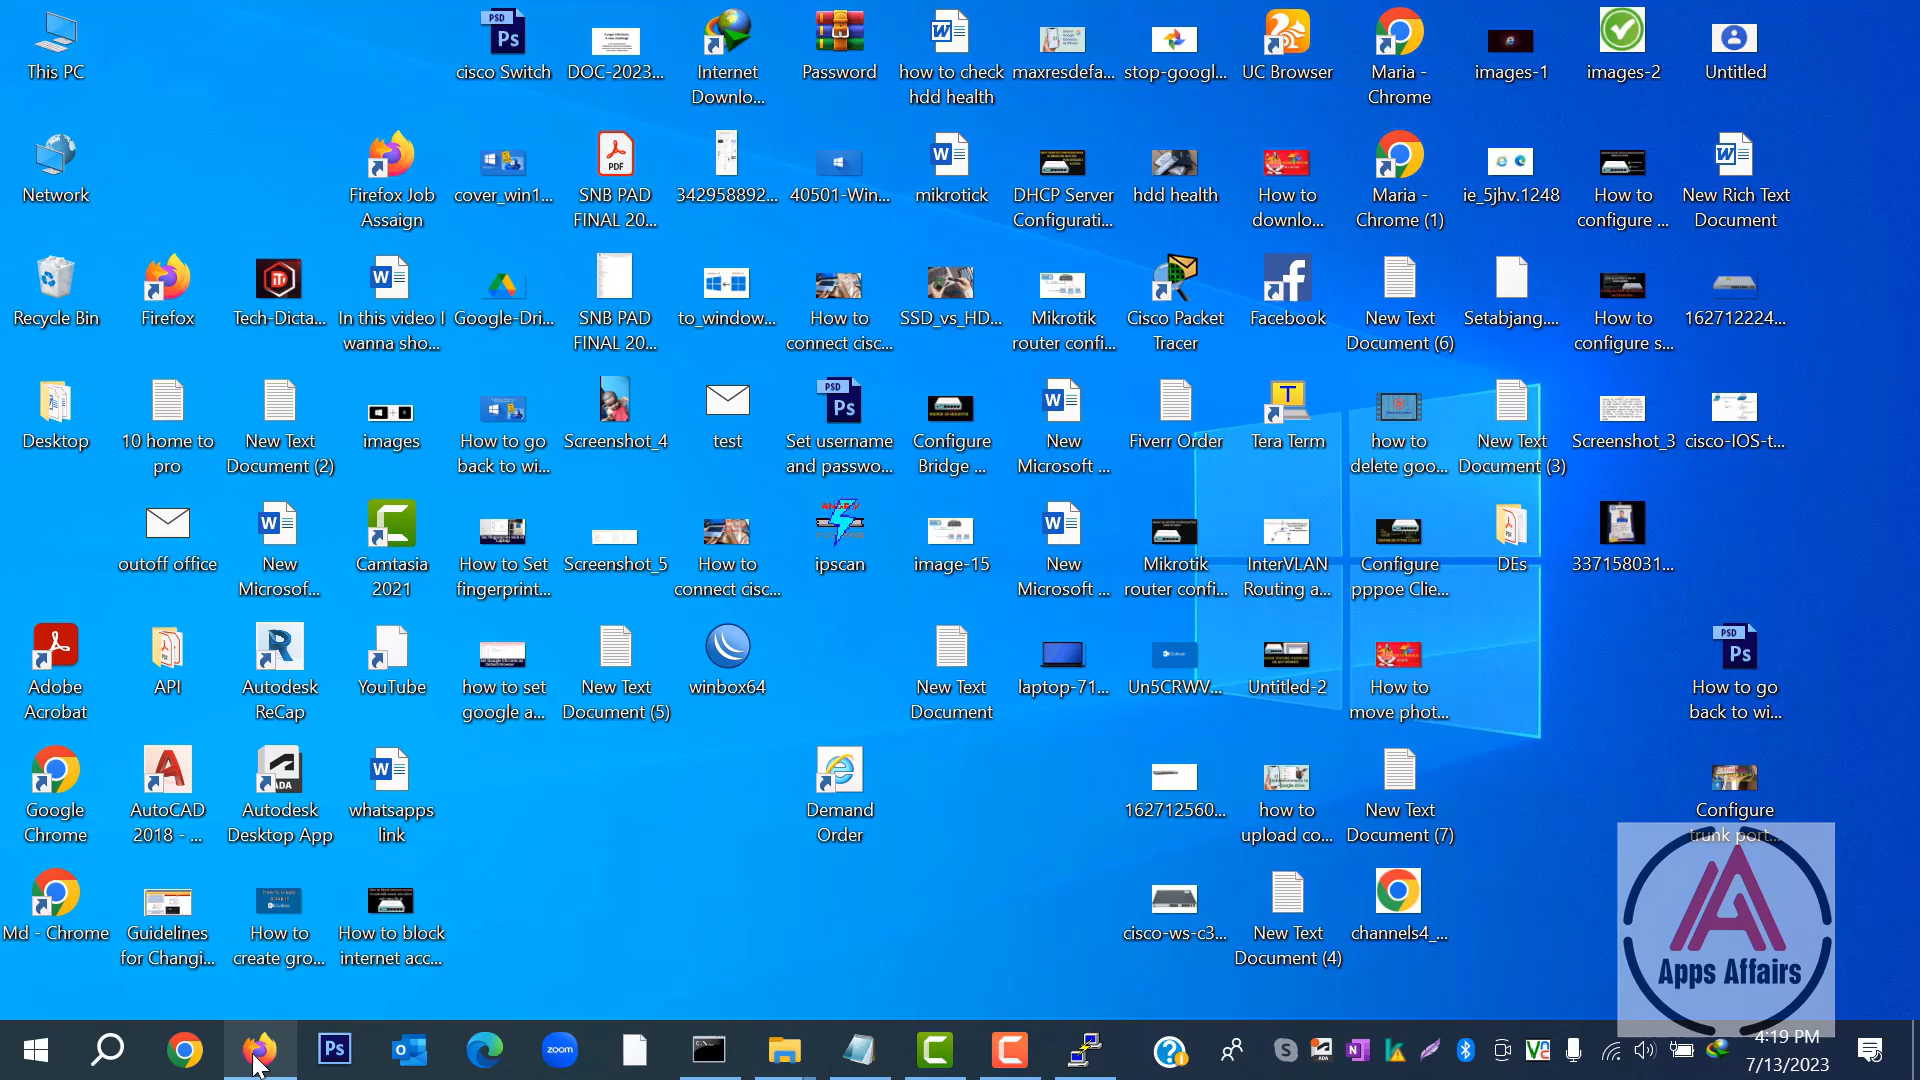 This PC
PSD
Ps
cisco Switch
DOC-2023...
Internet
Downlo...
Password
how to check
hdd health
maxresdefa...
stop-googl...
UC Browser
Maria -
Chrome
images-1
images-2
Untitled
Network
Firefox Job
Assaign
cover_win1...
PDF
SNB PAD
FINAL 20...
342958892...
40501-Win...
mikrotick
DHCP Server
Configurati...
hdd health
How to
downlo...
Maria -
Chrome (1)
ie_5jhv.1248
How to
configure ...
New Rich Text
Document
Recycle Bin
Firefox
Tech-Dicta...
In this video I
wanna sho...
Google-Dri...
SNB PAD
FINAL 20...
to_window...
How to
connect cisc...
SSD_vs_HD...
Mikrotik
router confi...
Cisco Packet
Tracer
Facebook
New Text
Document (6)
Setabjang....
How to
configure s...
162712224...
Desktop
10 home to
pro
New Text
Document (2)
images
How to go
back to wi...
Screenshot_4
test
PSD
Ps
Set username
and passwo...
Configure
Bridge ...
New
Microsoft ...
Fiverr Order
Tera Term
how to
delete goo...
New Text
Document (3)
Screenshot_3
cisco-IOS-t...
outoff office
New
Microsof...
Camtasia
2021
How to Set
fingerprint...
Screenshot_5
How to
connect cisc...
ipscan
image-15
New
Microsoft ...
Mikrotik
router confi...
InterVLAN
Routing a...
Configure
pppoe Clie...
DEs
337158031...
Adobe
Acrobat
API
Autodesk
ReCap
YouTube
how to set
google a...
New Text
Document (5)
winbox64
New Text
Document
laptop-71...
Un5CRWV...
Untitled-2
How to
move phot...
PSD
Ps
How to go
back to wi...
Google
Chrome
AutoCAD
2018 - ...
Autodesk
Desktop App
whatsapps
link
Demand
Order
162712560...
how to
upload co...
New Text
Document (7)
Configure
trunk port...
Md - Chrome
Guidelines
for Changi...
How to
create gro...
How to block
internet acc...
cisco-ws-c3...
New Text
Document (4)
channels4_...
Apps Affairs
Ps
zoom
4:19 PM
7/13/2023